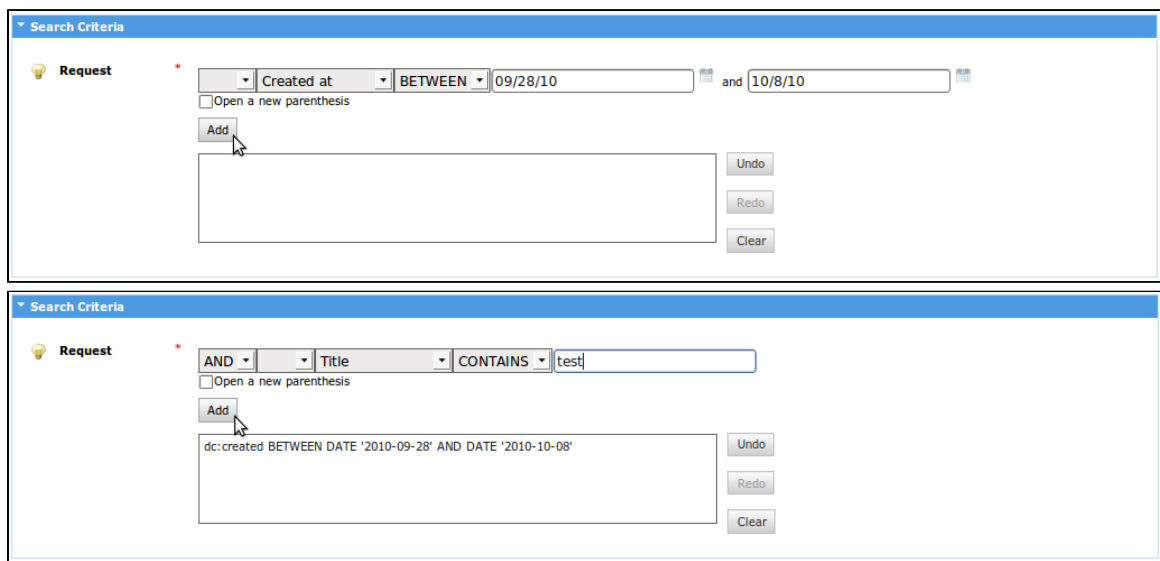 Search Criteria
Request * Created at BETWEEN 09/28/10 and 10/8/10
Open a new parenthesis
Add
Undo
Redo
Clear
Search Criteria
Request * AND Title CONTAINS test
Open a new parenthesis
Add
dc:created BETWEEN DATE '2010-09-28' AND DATE '2010-10-08'
Undo
Redo
Clear